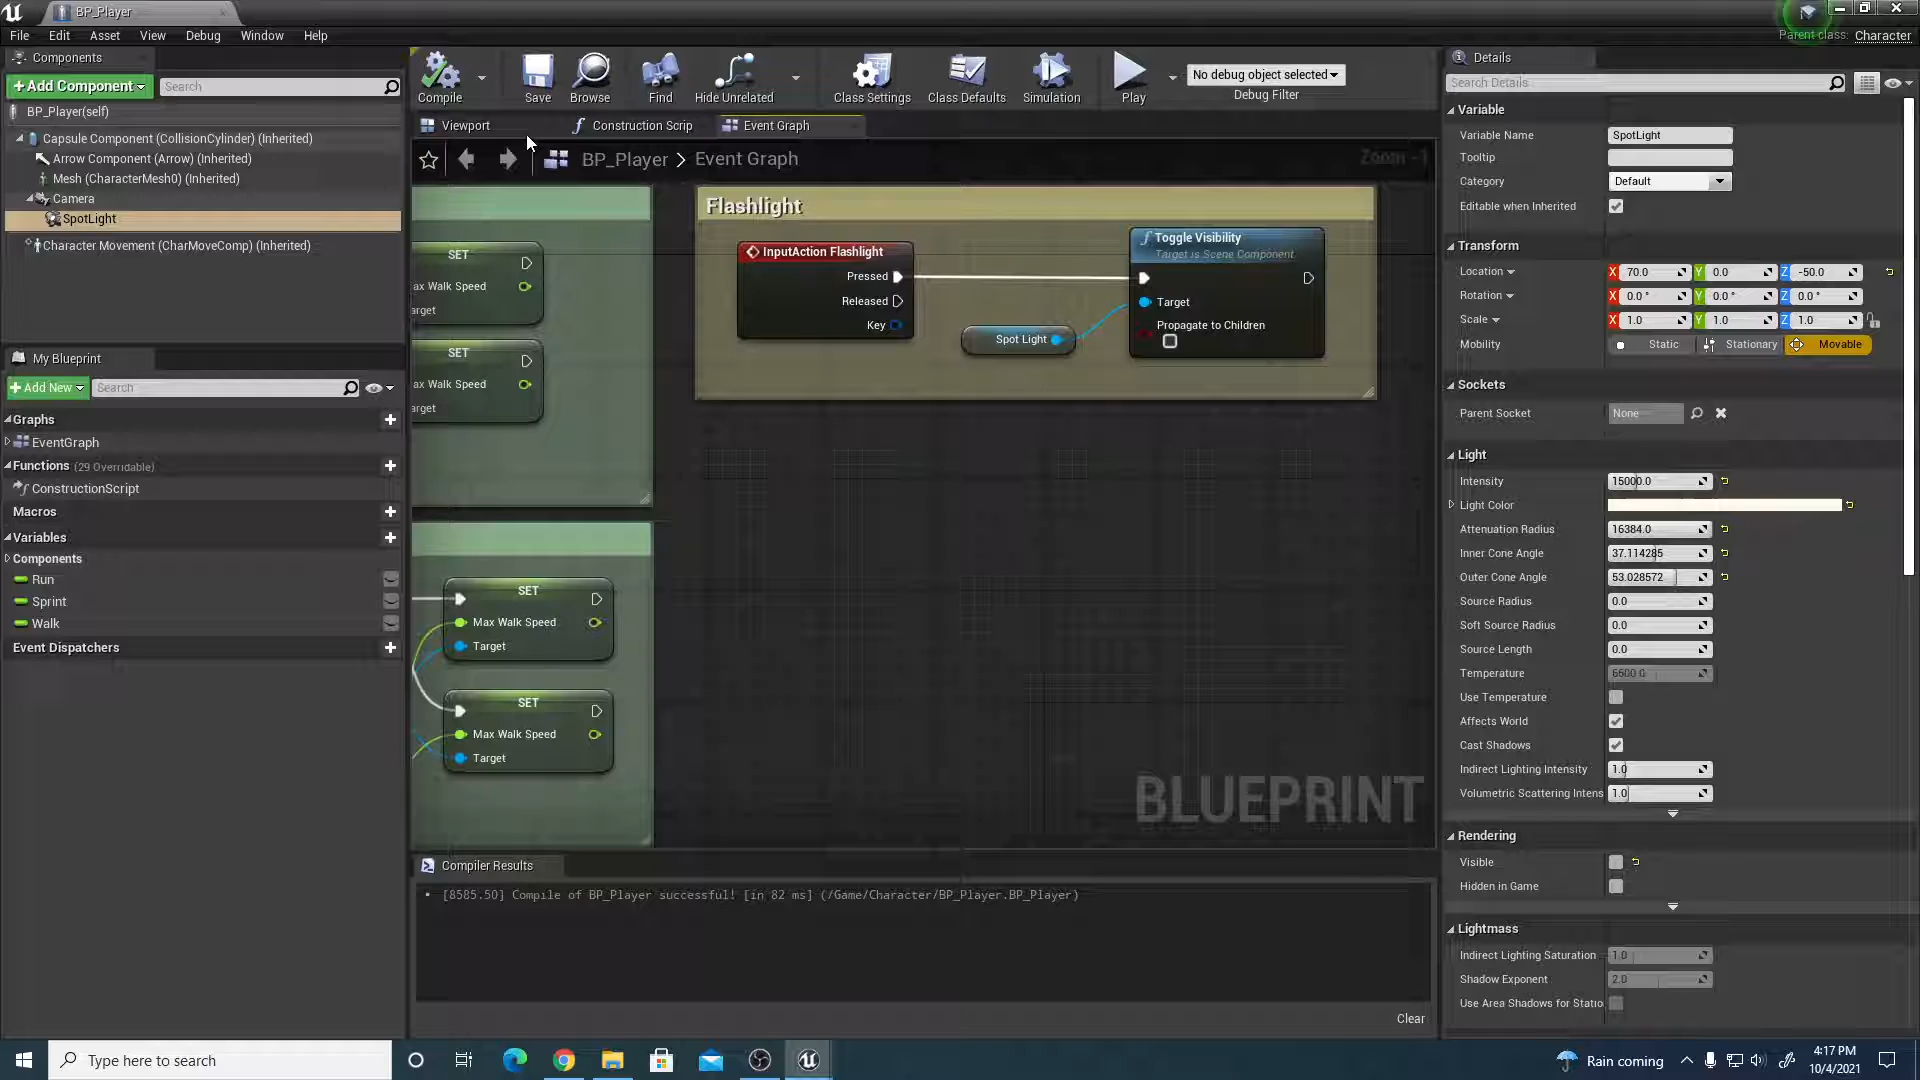 BP_Player
File Edit Asset View Debug Window Help
Parent class: Character
Components
+Add Component
Search
BP_Player(self)
Capsule Component (CollisionCylinder) (Inherited)
Arrow Component (Arrow) (Inherited)
Mesh (CharacterMesh0) (Inherited)
Camera
SpotLight
Character Movement (CharMoveComp) (Inherited)
My Blueprint
+Add New
Search
Graphs
EventGraph
Functions (29 Overridable)
ConstructionScript
Macros
Variables
Components
Run
Sprint
Walk
Event Dispatchers
Compile
Save
Browse
Find
Hide Unrelated
Class Settings
Class Defaults
Simulation
Play
No debug object selected
Debug Filter
Viewport
Construction Scrip
Event Graph
BP_Player > Event Graph
Zoom -1
Flashlight
InputAction Flashlight
Pressed
Released
Key
Spot Light
Toggle Visibility
Target is Scene Component
Target
Propagate to Children
SET
ax Walk Speed
arget
SET
ax Walk Speed
arget
SET
Max Walk Speed
Target
SET
Max Walk Speed
Target
BLUEPRINT
Compiler Results
[8585.50] Compile of BP_Player successful! [in 82 ms] (/Game/Character/BP_Player.BP_Player)
Clear
Details
Search Details
Variable
Variable Name SpotLight
Tooltip
Category Default
Editable when Inherited
Transform
Location X 70.0 Y 0.0 Z -50.0
Rotation X 0.0 ° Y 0.0 ° Z 0.0 °
Scale X 1.0 Y 1.0 Z 1.0
Mobility Static Stationary Movable
Sockets
Parent Socket None
Light
Intensity 15000.0
Light Color
Attenuation Radius 16384.0
Inner Cone Angle 37.114285
Outer Cone Angle 53.028572
Source Radius 0.0
Soft Source Radius 0.0
Source Length 0.0
Temperature 6500.0
Use Temperature
Affects World
Cast Shadows
Indirect Lighting Intensity 1.0
Volumetric Scattering Intens 1.0
Rendering
Visible
Hidden in Game
Lightmass
Indirect Lighting Saturation 1.0
Shadow Exponent 2.0
Use Area Shadows for Statio
Type here to search
Rain coming
4:17 PM
10/4/2021